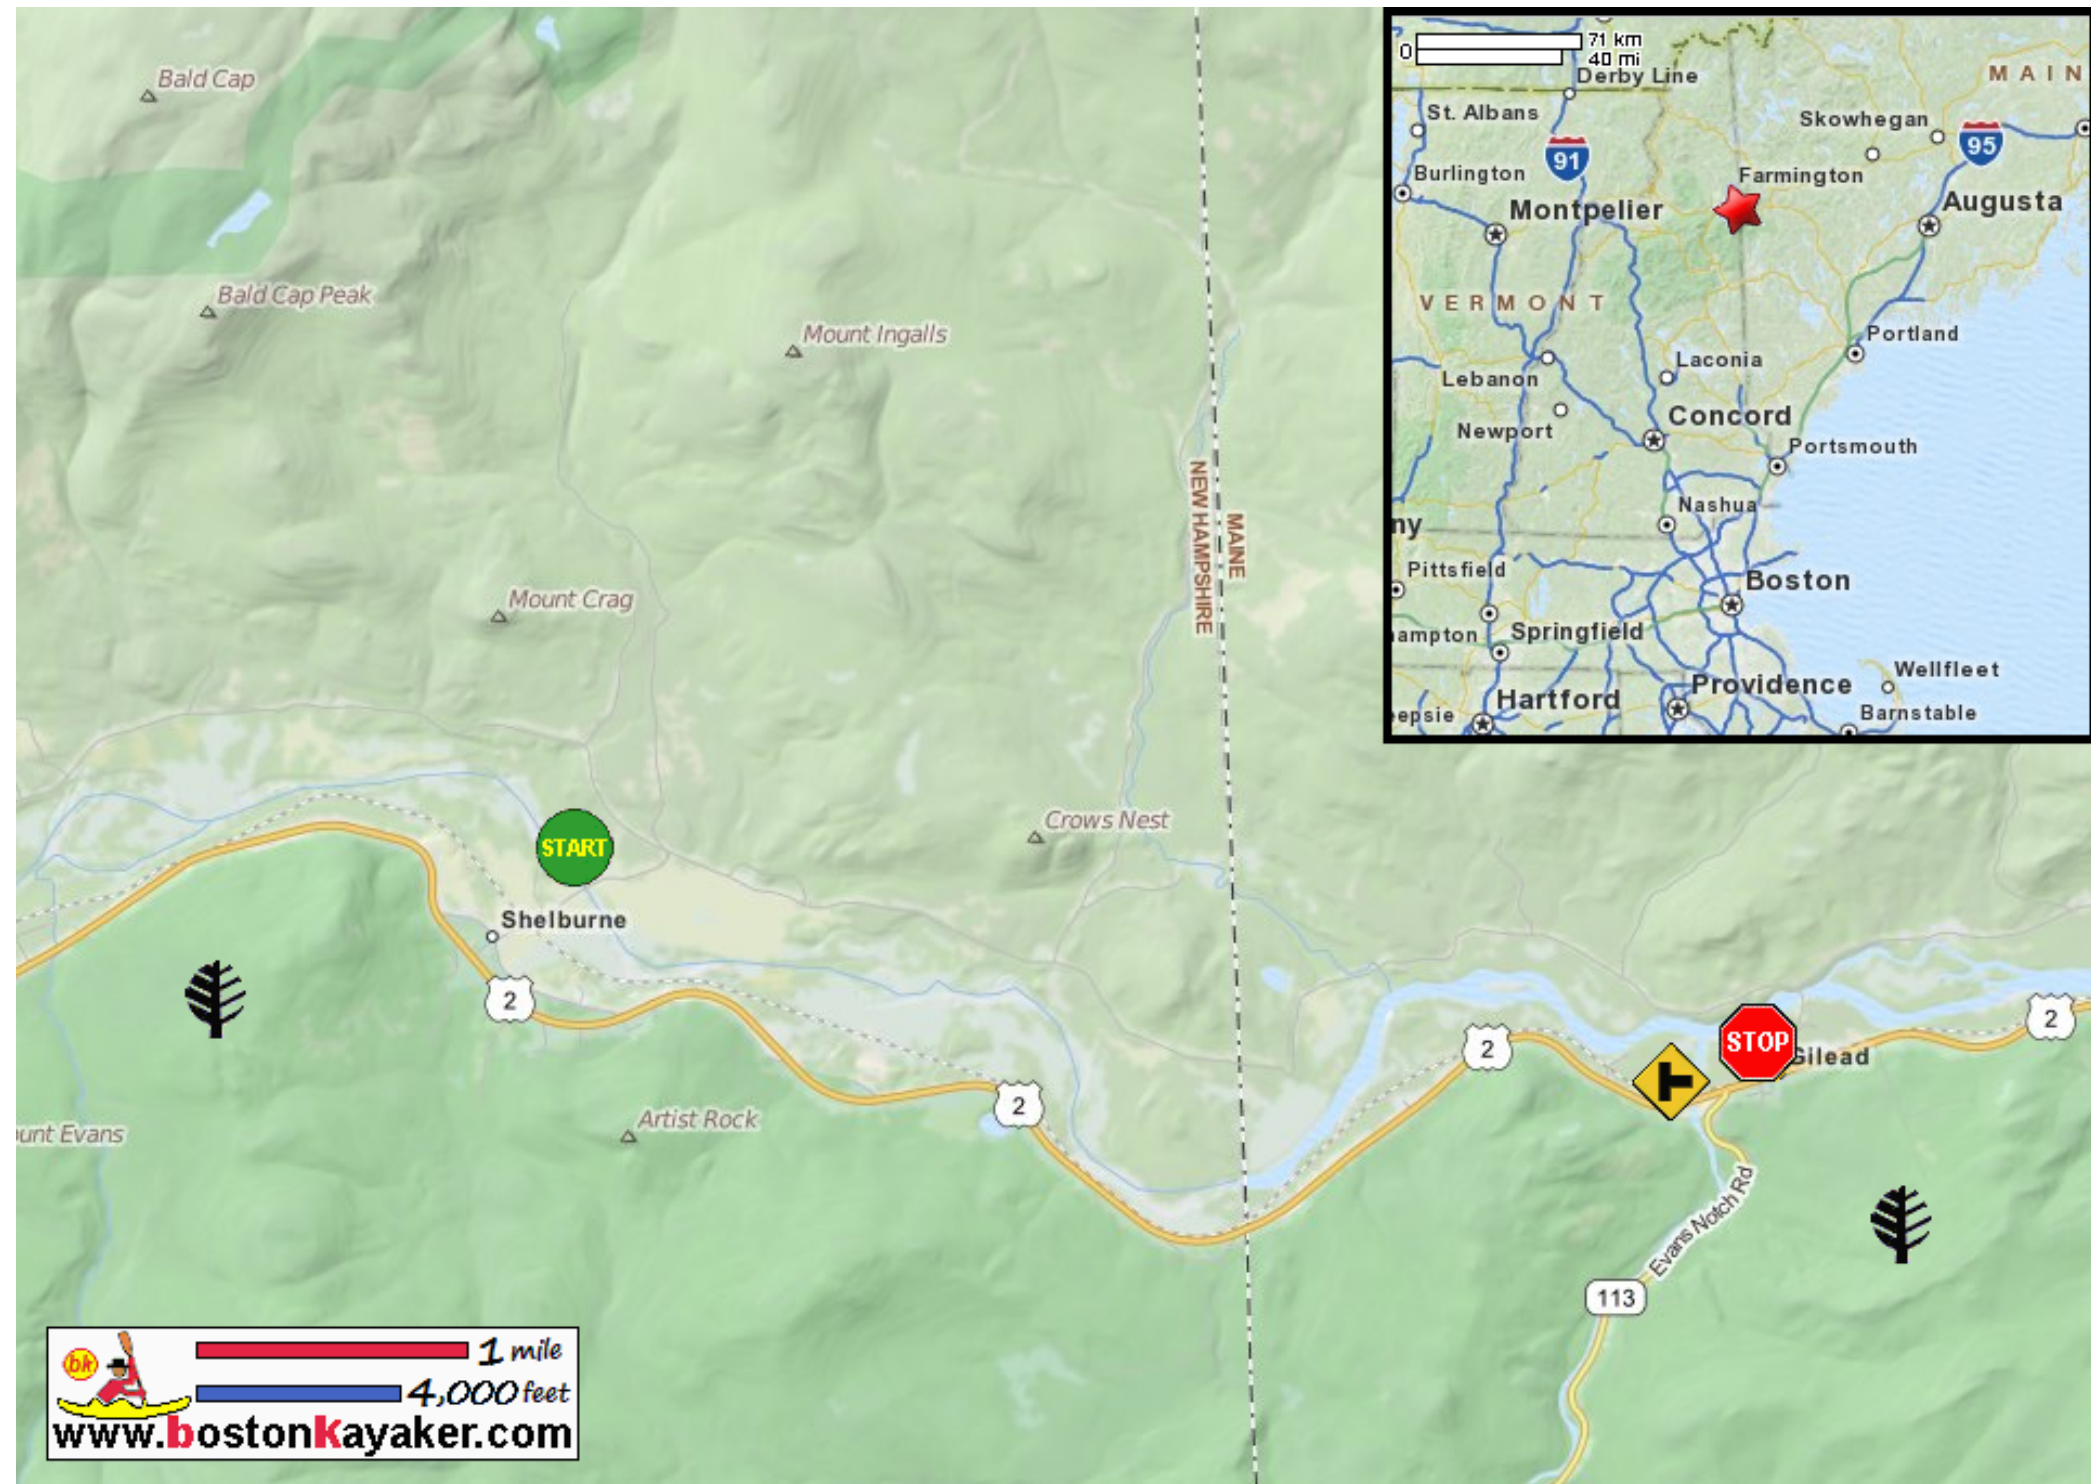 Bald Cap
Bald Cap Peak
Mount Ingalls
Mount Crag
NEW HAMPSHIRE
MAINE
Crows Nest
START
Shelburne
2
Artist Rock
unt Evans
2
2
STOP
Gilead
2
Evans Notch Rd
113
bk
1 mile
4,000 feet
www.bostonKayaker.com
0
71 km
40 mi
Derby Line
MAIN
St. Albans
Skowhegan
91
95
Burlington
Farmington
Montpelier
Augusta
VERMONT
Portland
Laconia
Lebanon
Concord
Newport
Portsmouth
Nashua
ny
Pittsfield
Boston
ampton
Springfield
Wellfleet
Providence
Hartford
eepsie
Barnstable